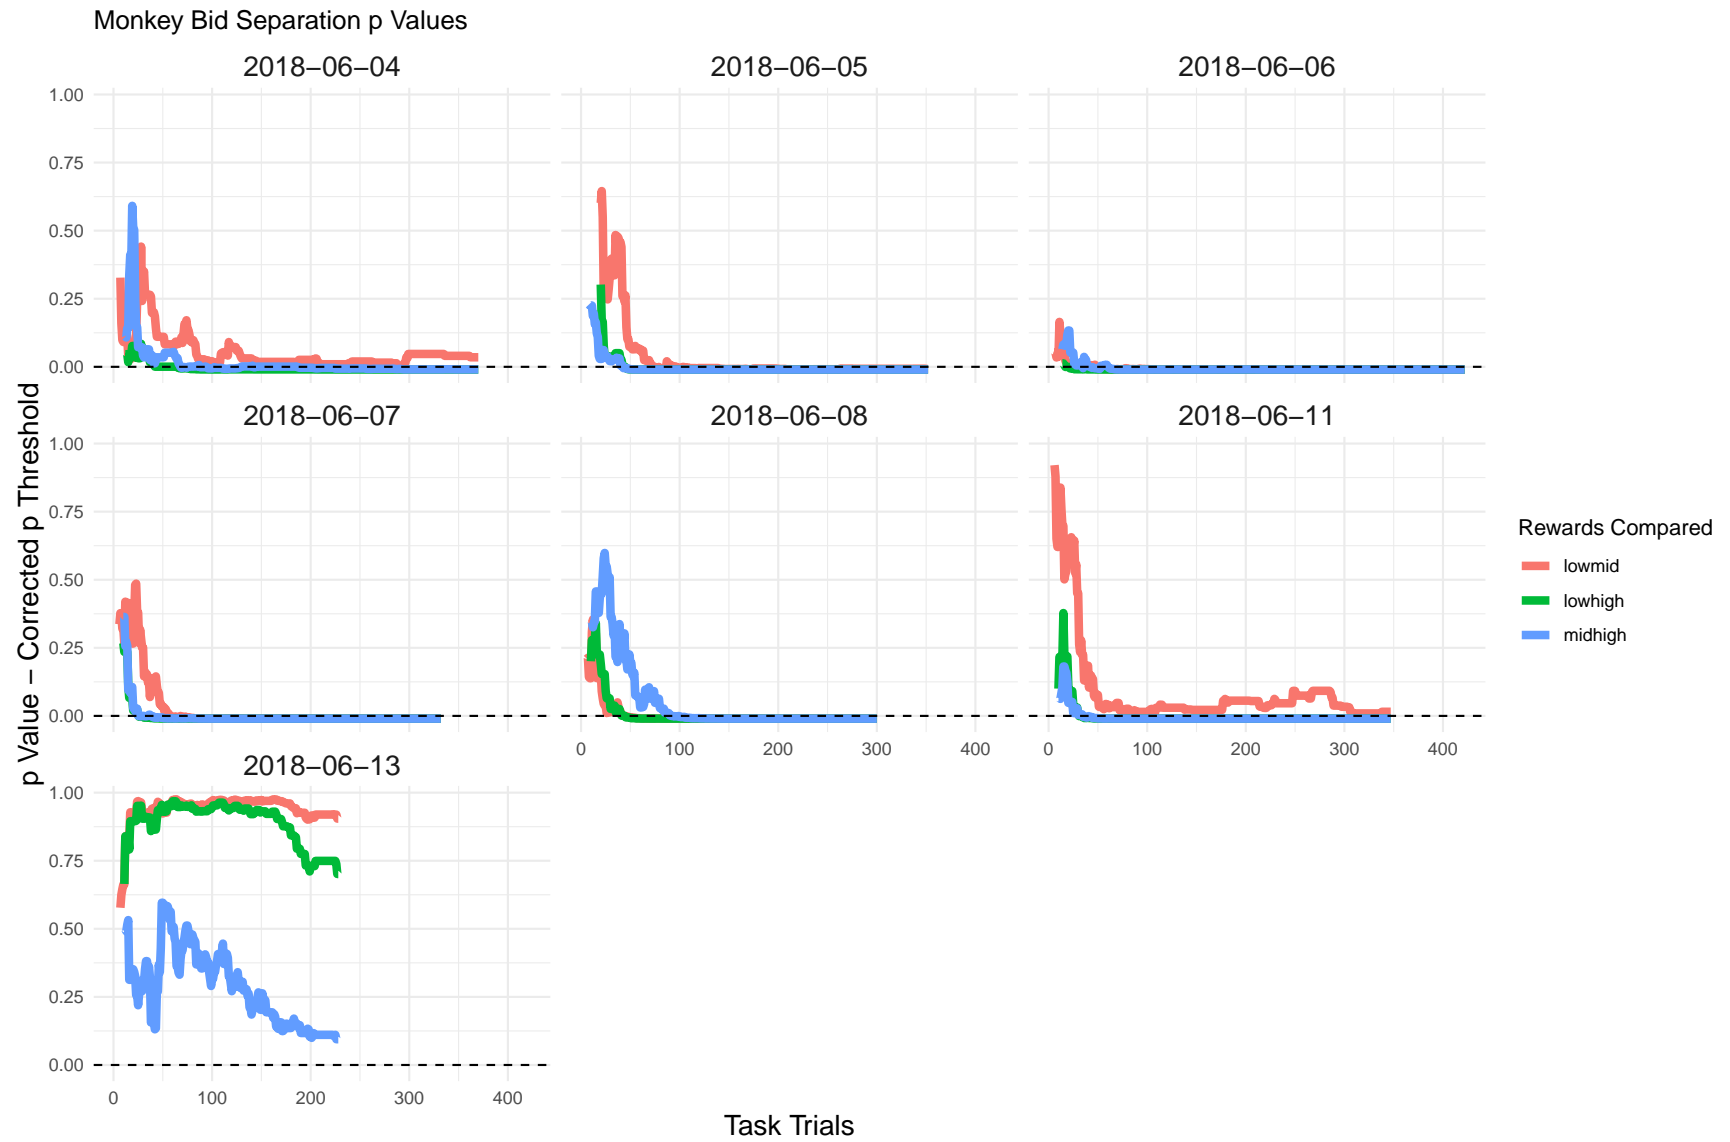 Monkey Bid Separation p Values
2018−06−04
2018−06−05
2018−06−06
1.00
0.75
0.50
0.25
0.00
2018−06−07
2018−06−08
2018−06−11
1.00
0.75
0.50
0.25
0.00
0 100 200 300 400
0 100 200 300 400
2018−06−13
1.00
0.75
0.50
0.25
0.00
0 100 200 300 400
p Value − Corrected p Threshold
Task Trials
Rewards Compared
lowmid
lowhigh
midhigh